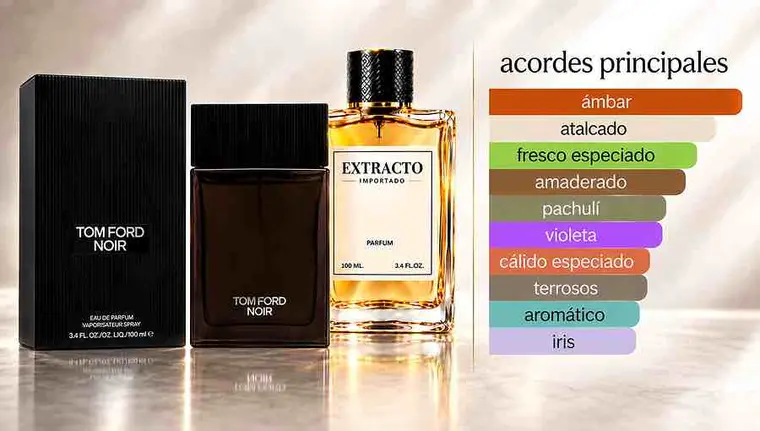 TOM FORD
NOIR
EAU DE PARFUM
VAPORISATEUR SPRAY
3.4 FL. OZ./OZ. LIQ./100 ml ℮
TOM FORD
NOIR
EXTRACTO
IMPORTADO
PARFUM
100 ML. 3.4 FL.OZ.
acordes principales
ámbar
atalcado
fresco especiado
amaderado
pachulí
violeta
cálido especiado
terrosos
aromático
iris